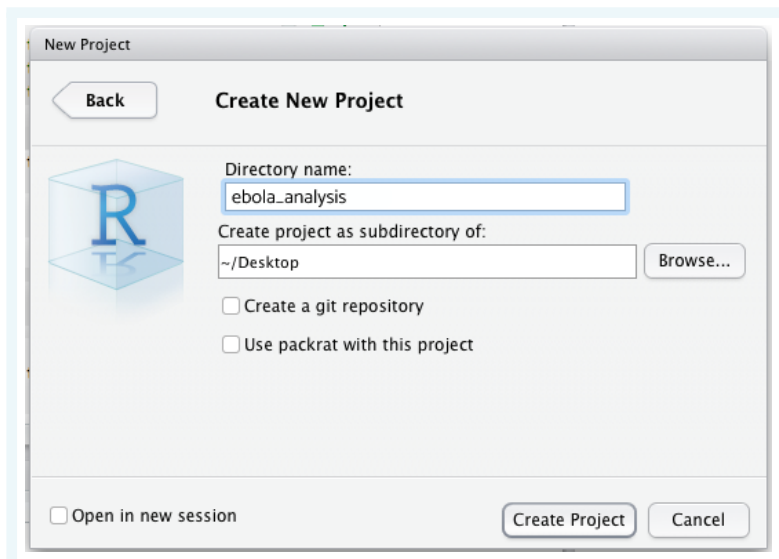 New Project
Back
Create New Project
R
Directory name:
ebola_analysis
Create project as subdirectory of:
~/Desktop
Browse...
Create a git repository
Use packrat with this project
Open in new session
Create Project
Cancel